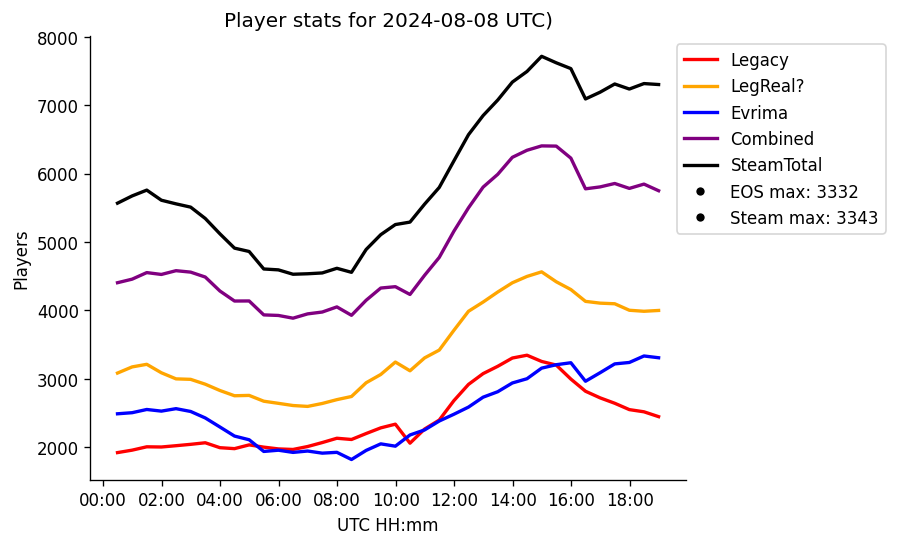 Player stats for 2024-08-08 UTC)
8000
7000
6000
5000
4000
3000
2000
Players
00:00 02:00 04:00 06:00 08:00 10:00 12:00 14:00 16:00 18:00
UTC HH:mm
Legacy
LegReal?
Evrima
Combined
SteamTotal
EOS max: 3332
Steam max: 3343